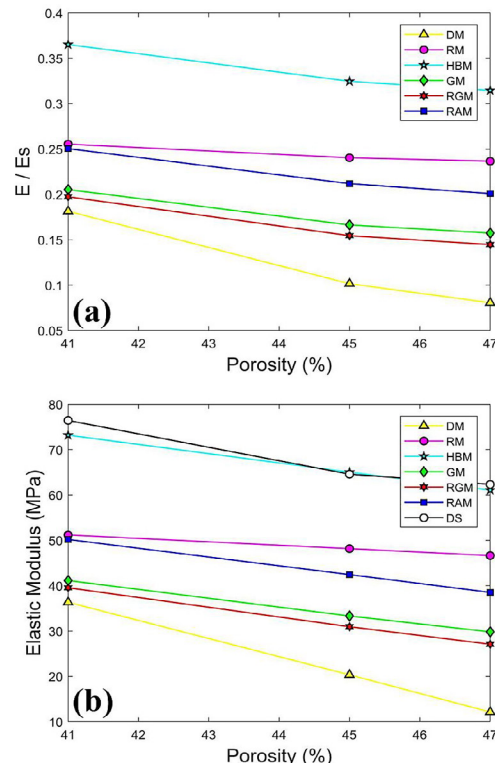 0.4
0.35
0.3
0.25
0.2
0.15
0.1
0.05
E / Es
DM
RM
HBM
GM
RGM
RAM
(a)
41 42 43 44 45 46 47
Porosity (%)
80
70
60
50
40
30
20
10
Elastic Modulus (MPa)
DM
RM
HBM
GM
RGM
RAM
DS
(b)
41 42 43 44 45 46 47
Porosity (%)